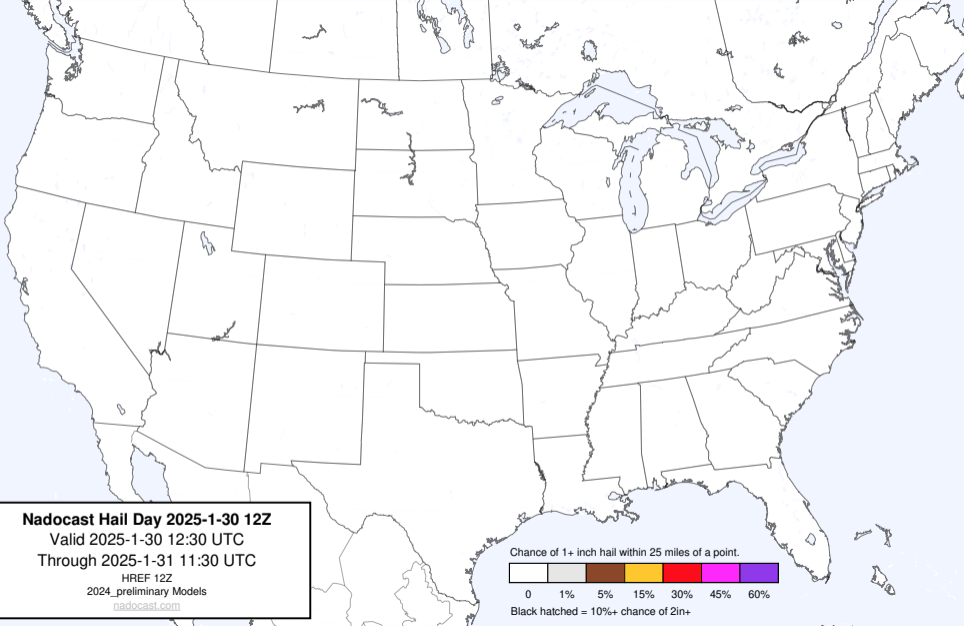 Nadocast Hail Day 2025-1-30 12Z
Valid 2025-1-30 12:30 UTC
Through 2025-1-31 11:30 UTC
HREF 12Z
2024_preliminary Models
nadocast.com
Chance of 1+ inch hail within 25 miles of a point.
0 1% 5% 15% 30% 45% 60%
Black hatched = 10%+ chance of 2in+